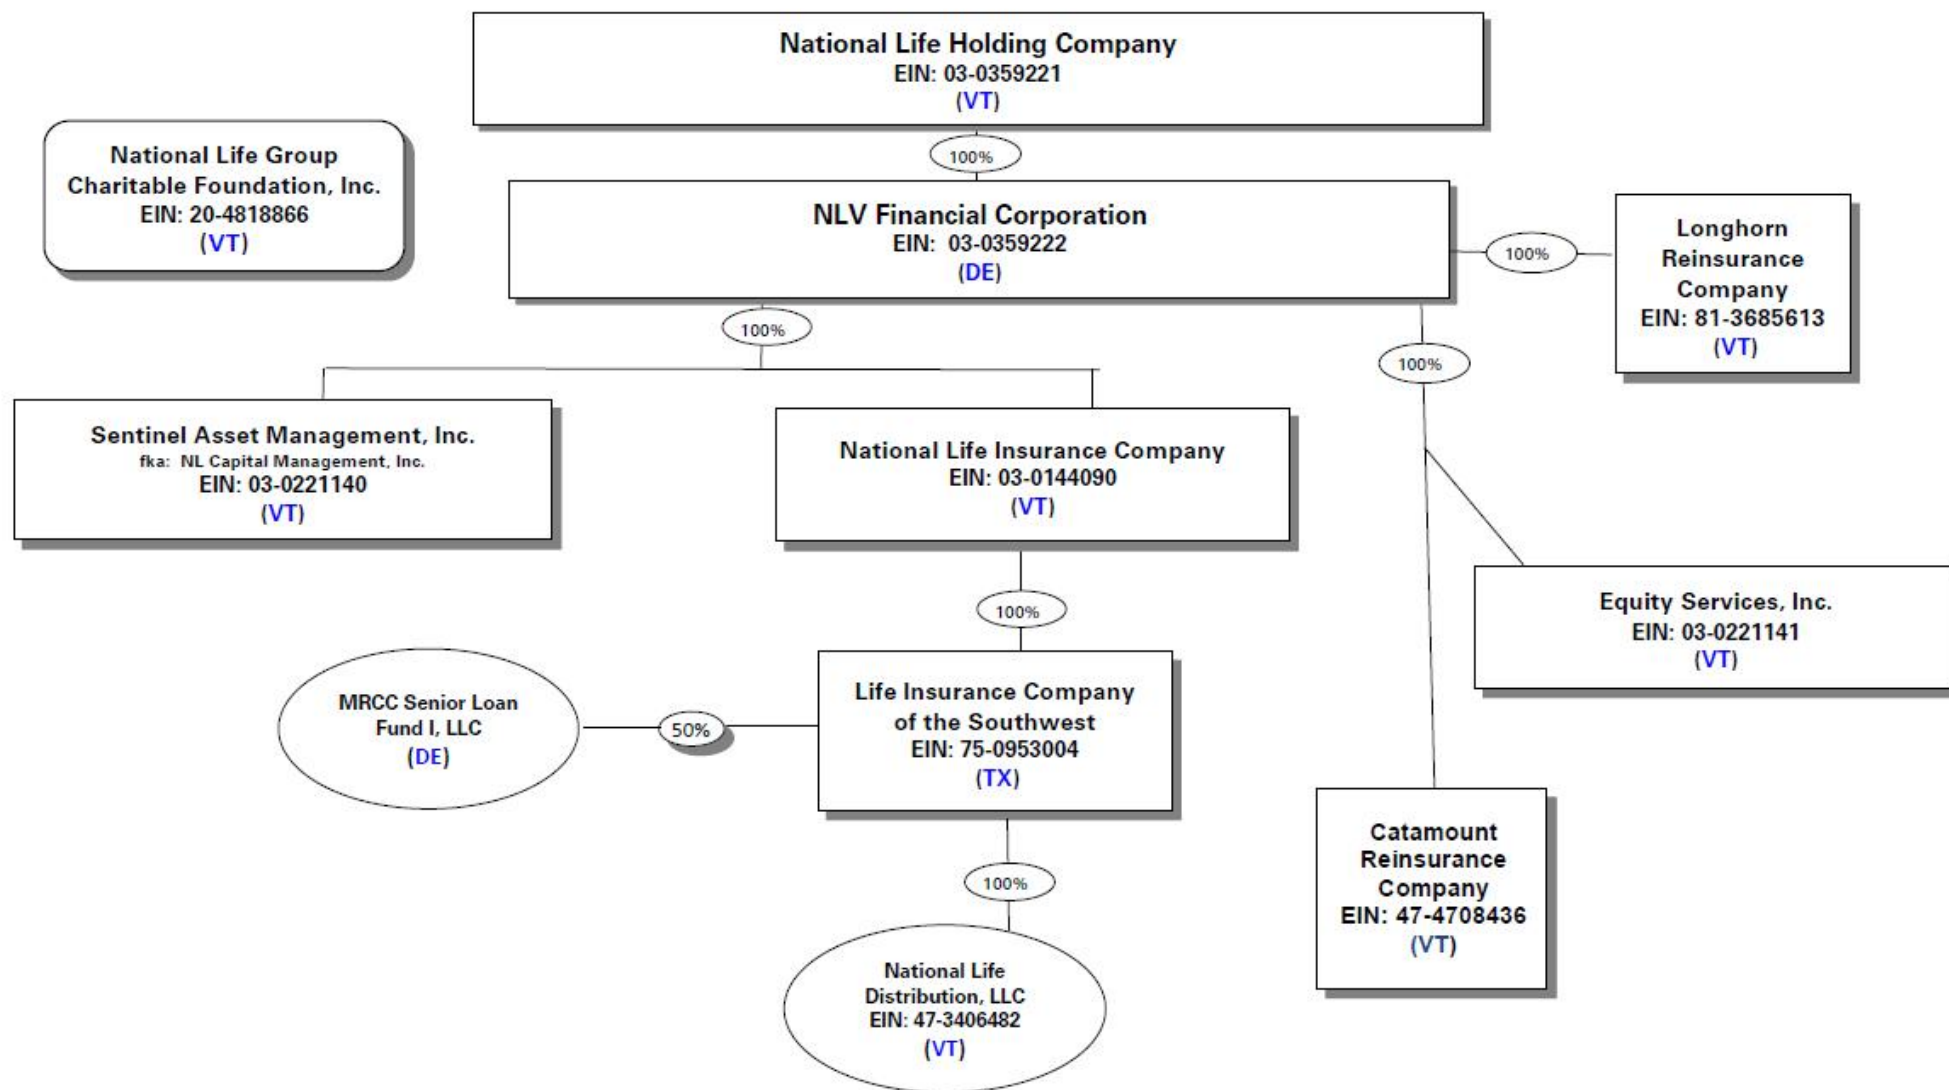 National Life Holding Company
EIN: 03-0359221
(VT)
100%
National Life Group
Charitable Foundation, Inc.
EIN: 20-4818866
(VT)
NLV Financial Corporation
EIN: 03-0359222
(DE)
100%
Longhorn
Reinsurance
Company
EIN: 81-3685613
(VT)
100%
100%
Sentinel Asset Management, Inc.
fka: NL Capital Management, Inc.
EIN: 03-0221140
(VT)
National Life Insurance Company
EIN: 03-0144090
(VT)
100%
Equity Services, Inc.
EIN: 03-0221141
(VT)
MRCC Senior Loan
Fund I, LLC
(DE)
50%
Life Insurance Company
of the Southwest
EIN: 75-0953004
(TX)
100%
Catamount
Reinsurance
Company
EIN: 47-4708436
(VT)
National Life
Distribution, LLC
EIN: 47-3406482
(VT)